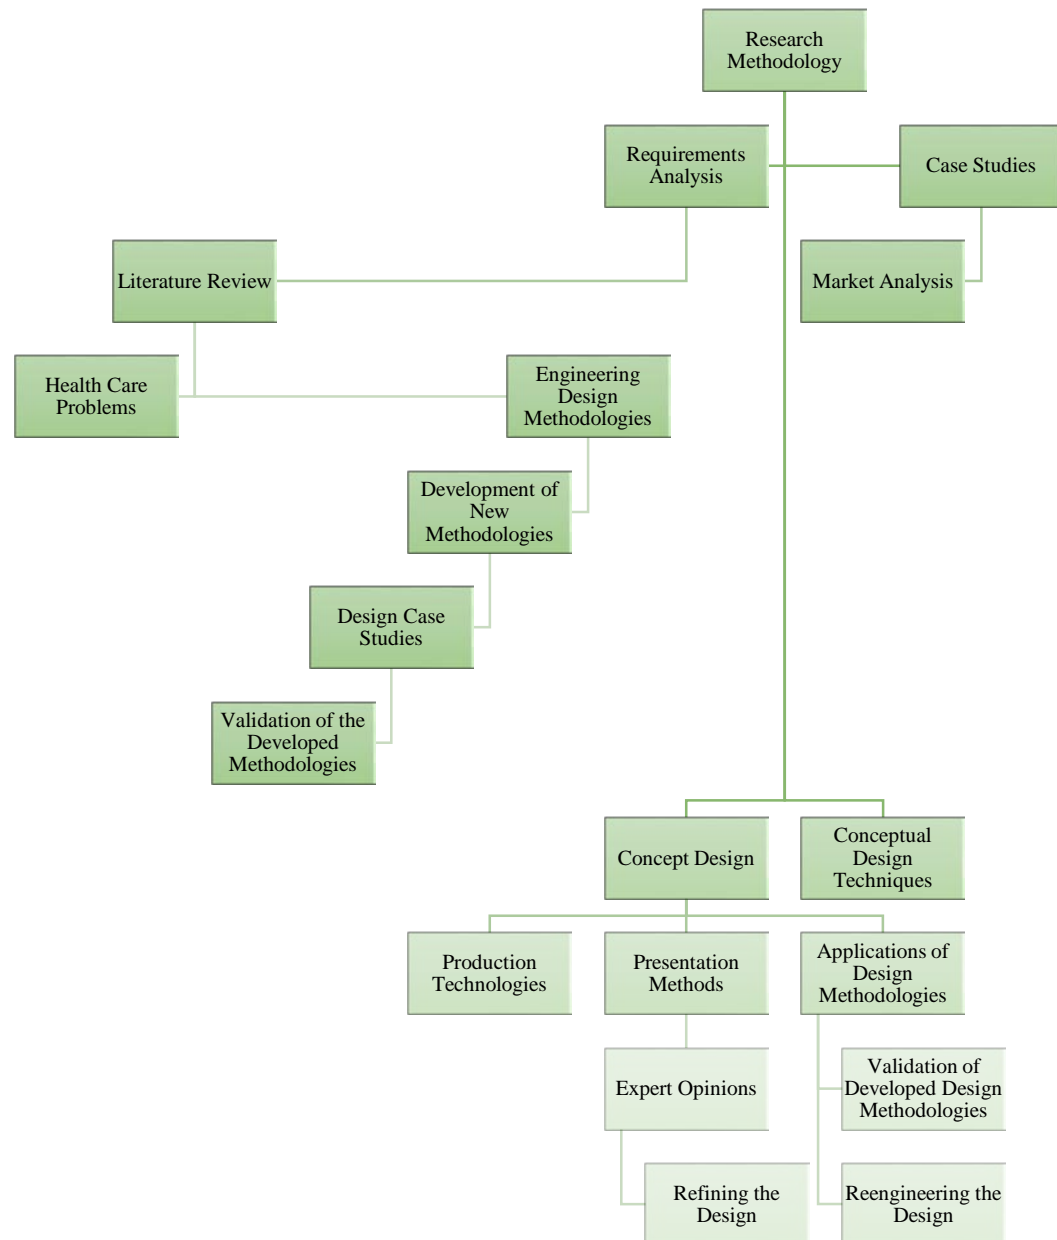 Research
Methodology
Requirements
Analysis
Case Studies
Literature Review
Market Analysis
Health Care
Problems
Engineering
Design
Methodologies
Development of
New
Methodologies
Design Case
Studies
Validation of the
Developed
Methodologies
Concept Design
Conceptual
Design
Techniques
Production
Technologies
Presentation
Methods
Applications of
Design
Methodologies
Expert Opinions
Validation of
Developed Design
Methodologies
Refining the
Design
Reengineering the
Design